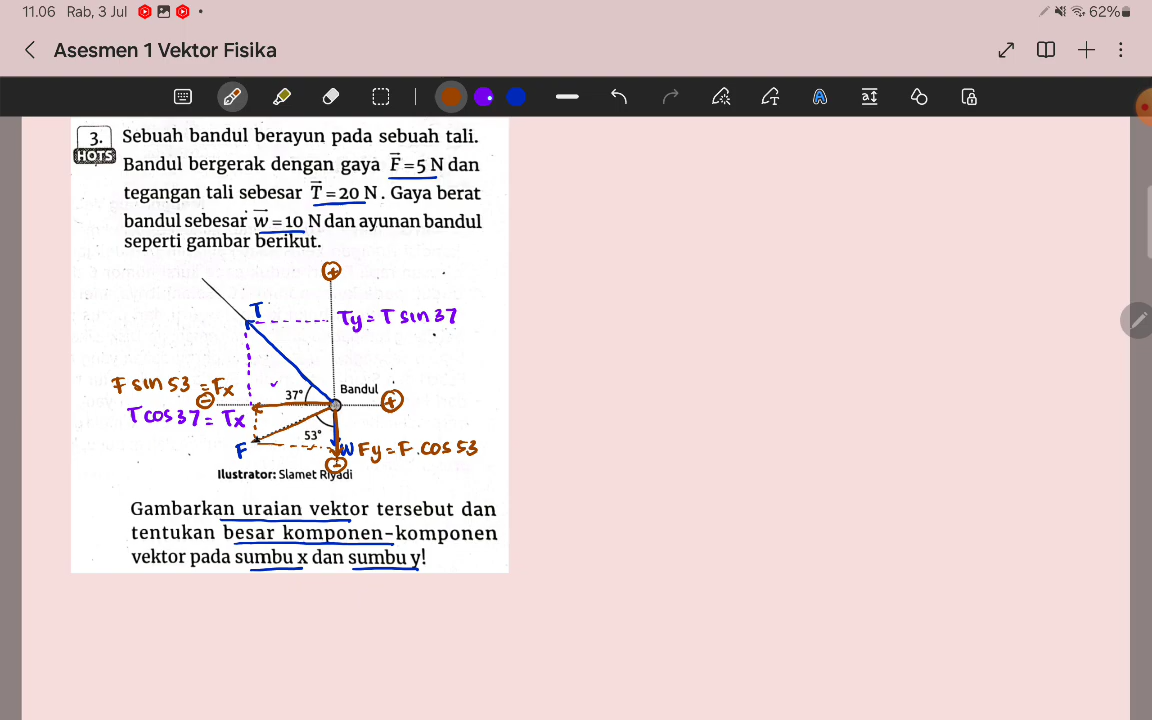 11.06 Rab, 3 Jul
62%
Asesmen 1 Vektor Fisika
3. Sebuah bandul berayun pada sebuah tali.
HOTS
Bandul bergerak dengan gaya F = 5 N dan
tegangan tali sebesar T = 20 N. Gaya berat
bandul sebesar w = 10 N dan ayunan bandul
seperti gambar berikut.
+
T
Ty = T sin 37
F sin 53 = Fx
37°
Bandul
-
+
T cos 37 = Tx
53°
F
W
Fy = F . cos 53
-
Ilustrator: Slamet Riyadi
Gambarkan uraian vektor tersebut dan
tentukan besar komponen-komponen
vektor pada sumbu x dan sumbu y!